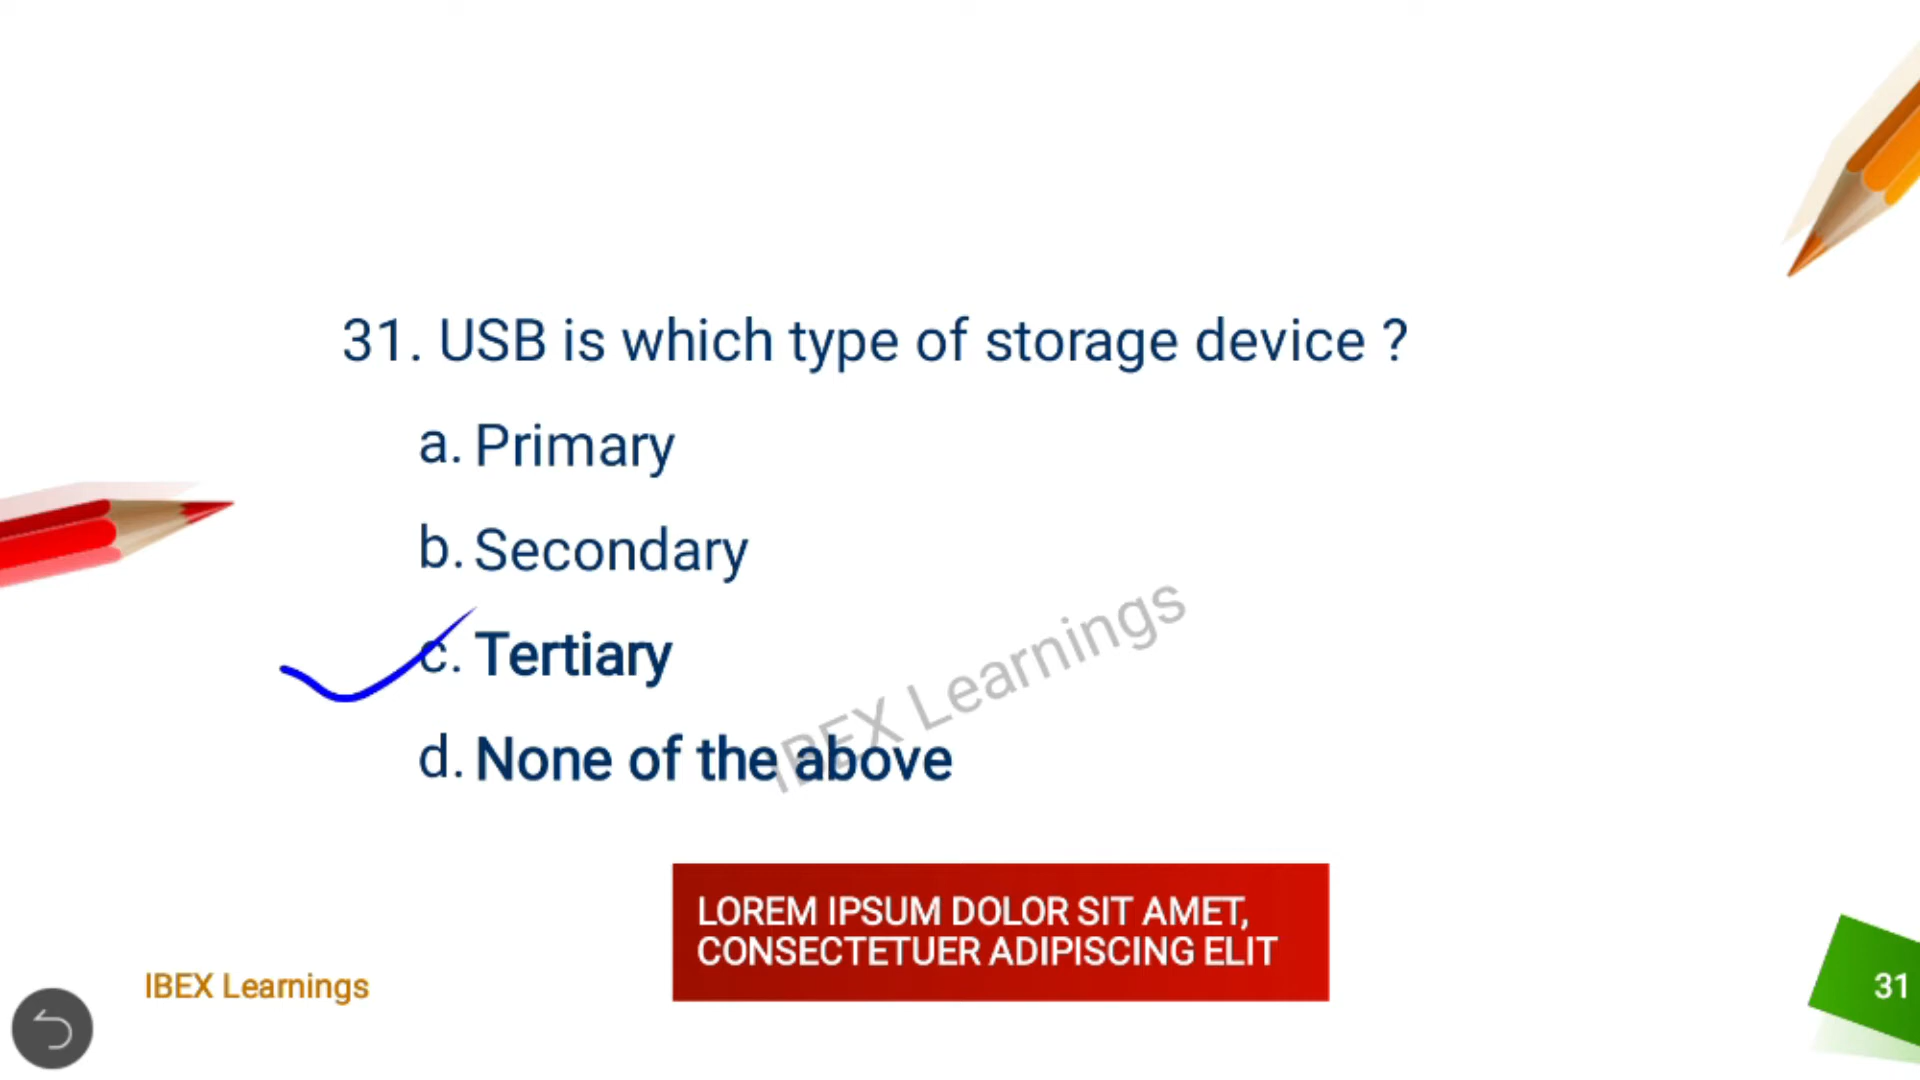 31. USB is which type of storage device ?
a. Primary
b. Secondary
c. Tertiary
d. None of the above
IBEX Learnings
LOREM IPSUM DOLOR SIT AMET,
CONSECTETUER ADIPISCING ELIT
IBEX Learnings
31